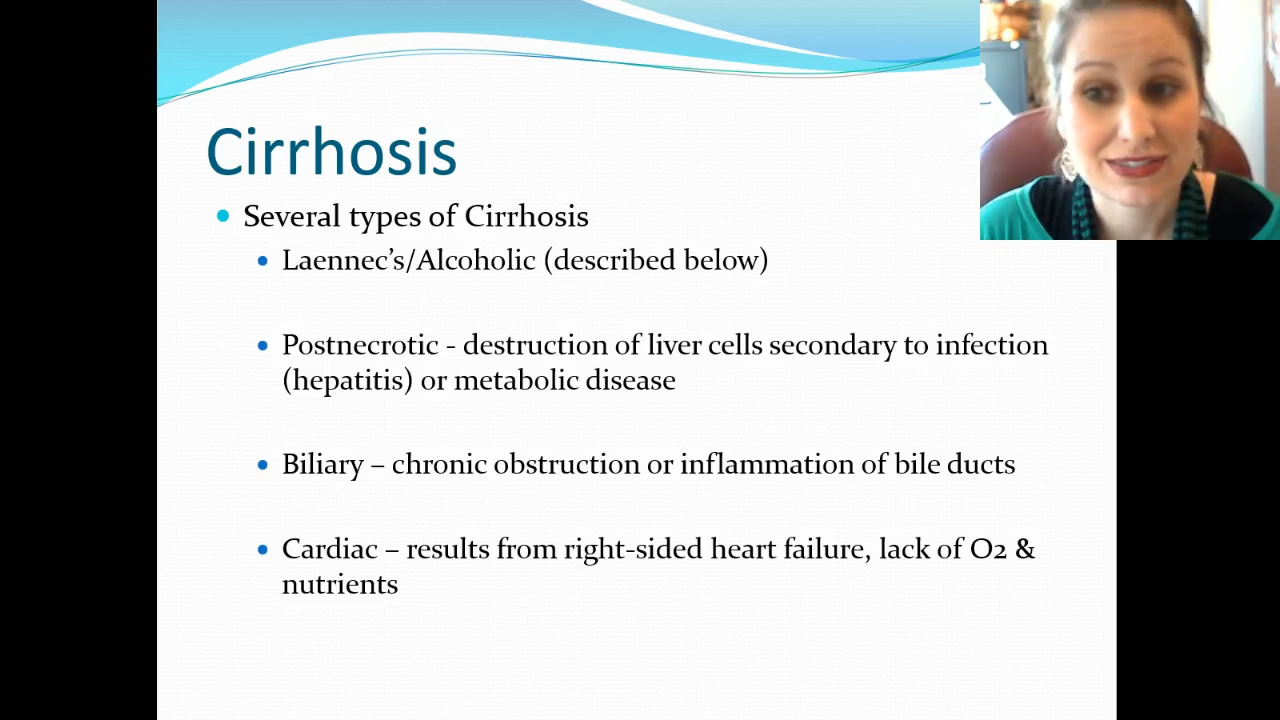 Cirrhosis
Several types of Cirrhosis
Laennec’s/Alcoholic (described below)
Postnecrotic - destruction of liver cells secondary to infection
(hepatitis) or metabolic disease
Biliary – chronic obstruction or inflammation of bile ducts
Cardiac – results from right-sided heart failure, lack of O2 &
nutrients